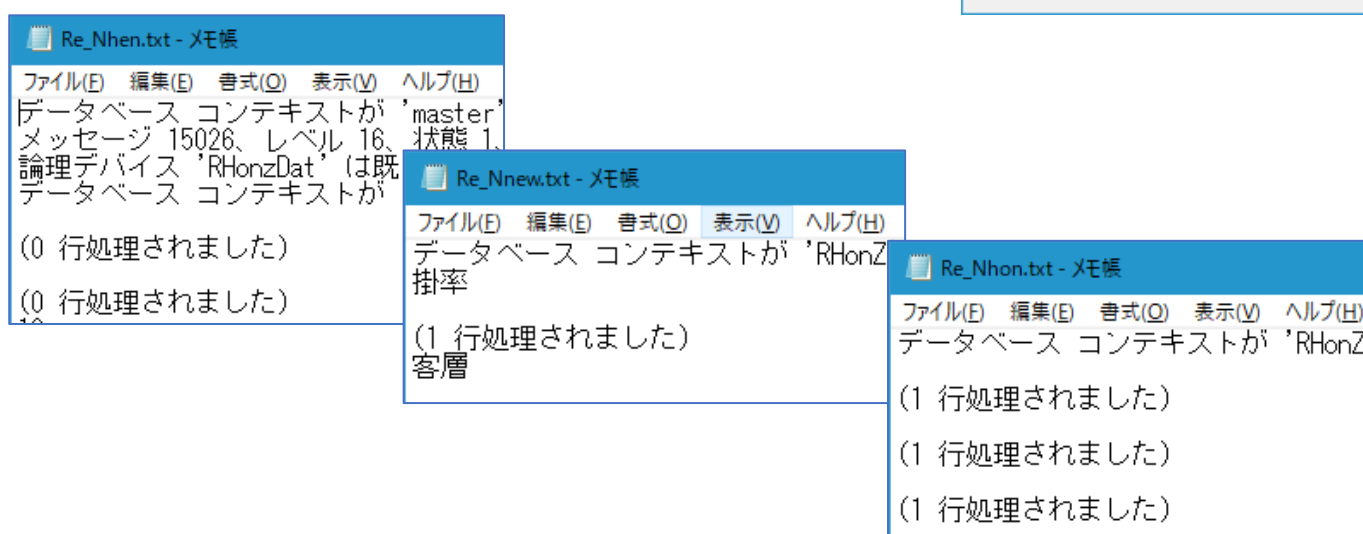 Re_Nhen.txt - メモ帳
ファイル(F) 編集(E) 書式(O) 表示(V) ヘルプ(H)
データベース コンテキストが 'master'
メッセージ 15026、レベル 16、状態 1、
論理デバイス 'RHonzDat' は既
データベース コンテキストが
(0 行処理されました)
(0 行処理されました)
Re_Nnew.txt - メモ帳
ファイル(F) 編集(E) 書式(O) 表示(V) ヘルプ(H)
データベース コンテキストが 'RHonZ
掛率
(1 行処理されました)
客層
Re_Nhon.txt - メモ帳
ファイル(F) 編集(E) 書式(O) 表示(V) ヘルプ(H)
データベース コンテキストが 'RHonZ
(1 行処理されました)
(1 行処理されました)
(1 行処理されました)